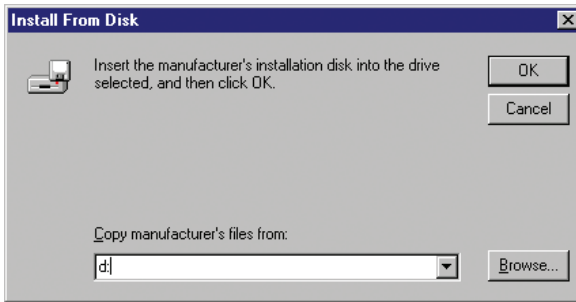 Install From Disk
Insert the manufacturer's installation disk into the drive
selected, and then click OK.
OK
Cancel
Copy manufacturer's files from:
d:
Browse...